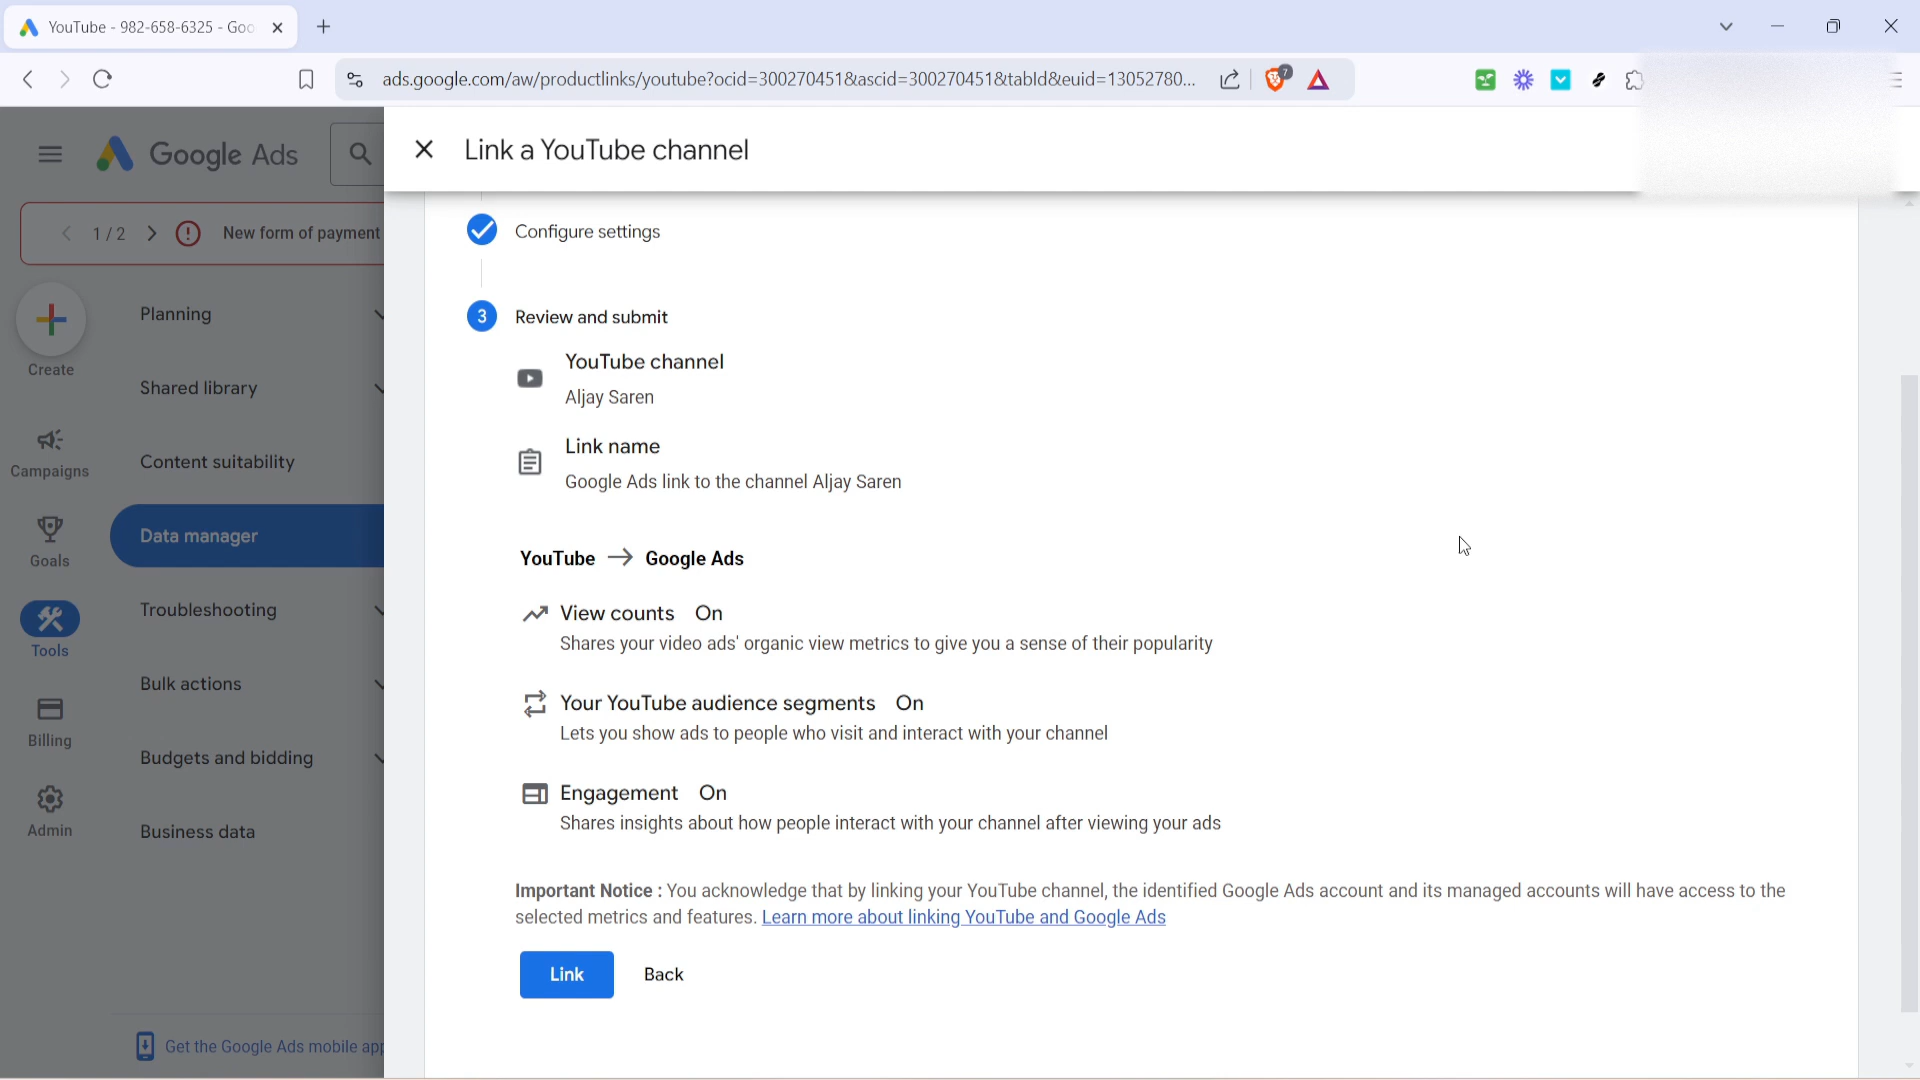 YouTube - 982-658-6325 - Goo
ads.google.com/aw/productlinks/youtube?ocid=300270451&ascid=300270451&tabId&euid=13052780...
7
Google Ads
Link a YouTube channel
1 / 2
New form of payment
Create
Campaigns
Goals
Tools
Billing
Admin
Planning
Shared library
Content suitability
Data manager
Troubleshooting
Bulk actions
Budgets and bidding
Business data
Get the Google Ads mobile app
Configure settings
3 Review and submit
YouTube channel
Aljay Saren
Link name
Google Ads link to the channel Aljay Saren
YouTube → Google Ads
View counts On
Shares your video ads' organic view metrics to give you a sense of their popularity
Your YouTube audience segments On
Lets you show ads to people who visit and interact with your channel
Engagement On
Shares insights about how people interact with your channel after viewing your ads
Important Notice : You acknowledge that by linking your YouTube channel, the identified Google Ads account and its managed accounts will have access to the
selected metrics and features. Learn more about linking YouTube and Google Ads
Link Back